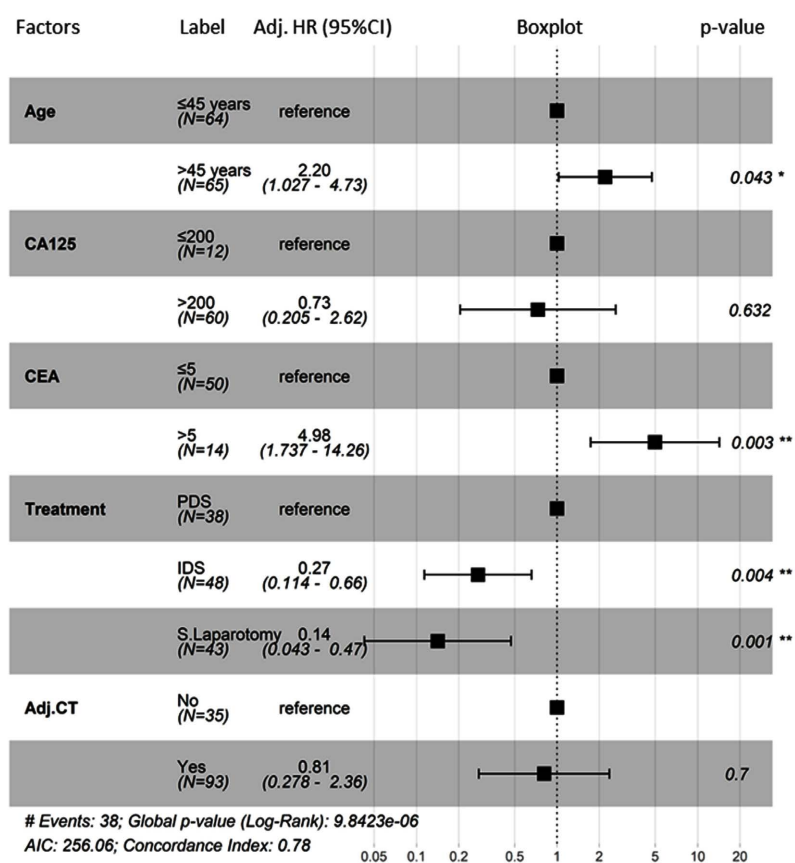 Factors Label Adj. HR (95%CI) Boxplot p-value
Age ≤45 years reference
(N=64)
>45 years 2.20 0.043 *
(N=65) (1.027 - 4.73)
CA125 ≤200 reference
(N=12)
>200 0.73 0.632
(N=60) (0.205 - 2.62)
CEA ≤5 reference
(N=50)
>5 4.98 0.003 **
(N=14) (1.737 - 14.26)
Treatment PDS reference
(N=38)
IDS 0.27 0.004 **
(N=48) (0.114 - 0.66)
S.Laparotomy 0.14 0.001 **
(N=43) (0.043 - 0.47)
Adj.CT No reference
(N=35)
Yes 0.81 0.7
(N=93) (0.278 - 2.36)
# Events: 38; Global p-value (Log-Rank): 9.8423e-06
AIC: 256.06; Concordance Index: 0.78
0.05 0.1 0.2 0.5 1 2 5 10 20